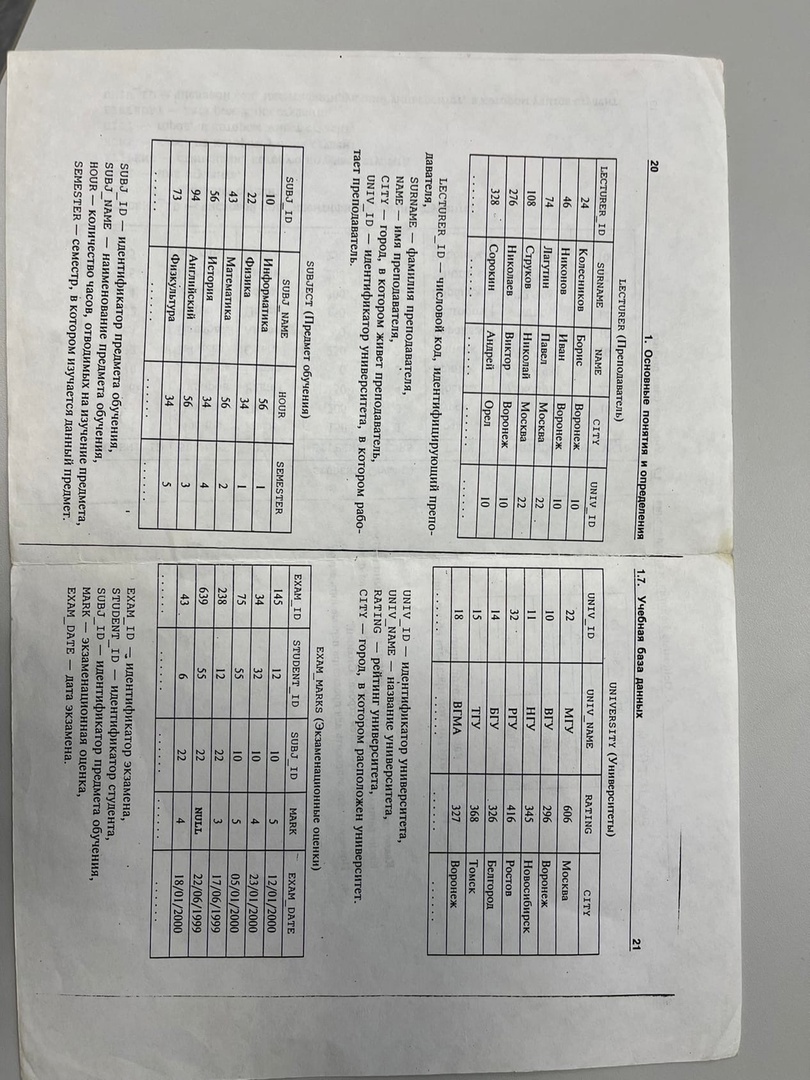 20
1. Основные понятия и определения
LECTURER (Преподаватель)
LECTURER_ID SURNAME NAME CITY UNIV_ID
24 Колесников Борис Воронеж 10
46 Никонов Иван Воронеж 10
74 Лагутин Павел Москва 22
108 Струков Николай Москва 22
276 Николаев Виктор Воронеж 10
328 Сорокин Андрей Орел 10
...... ...... ...... ...... ......
LECTURER_ID — числовой код, идентифицирующий препо-
давателя,
SURNAME — фамилия преподавателя,
NAME — имя преподавателя,
CITY — город, в котором живет преподаватель,
UNIV_ID — идентификатор университета, в котором рабо-
тает преподаватель.
SUBJECT (Предмет обучения)
SUBJ_ID SUBJ_NAME HOUR SEMESTER
10 Информатика 56 1
22 Физика 34 1
43 Математика 56 2
56 История 34 4
94 Английский 56 3
73 Физкультура 34 5
...... ...... ...... ......
SUBJ_ID — идентификатор предмета обучения,
SUBJ_NAME — наименование предмета обучения,
HOUR — количество часов, отводимых на изучение предмета,
SEMESTER — семестр, в котором изучается данный предмет.
1.7. Учебная база данных
21
UNIVERSITY (Университеты)
UNIV_ID UNIV_NAME RATING CITY
22 МГУ 606 Москва
10 ВГУ 296 Воронеж
11 НГУ 345 Новосибирск
32 РГУ 416 Ростов
14 БГУ 326 Белгород
15 ТГУ 368 Томск
18 ВГМА 327 Воронеж
...... ...... ...... ......
UNIV_ID — идентификатор университета,
UNIV_NAME — название университета,
RATING — рейтинг университета,
CITY — город, в котором расположен университет.
EXAM_MARKS (Экзаменационные оценки)
EXAM_ID STUDENT_ID SUBJ_ID MARK EXAM_DATE
145 12 10 5 12/01/2000
34 32 10 4 23/01/2000
75 55 10 5 05/01/2000
238 12 22 3 17/06/1999
639 55 22 NULL 22/06/1999
43 6 22 4 18/01/2000
...... ...... ...... ...... ......
EXAM_ID — идентификатор экзамена,
STUDENT_ID — идентификатор студента,
SUBJ_ID — идентификатор предмета обучения,
MARK — экзаменационная оценка,
EXAM_DATE — дата экзамена.